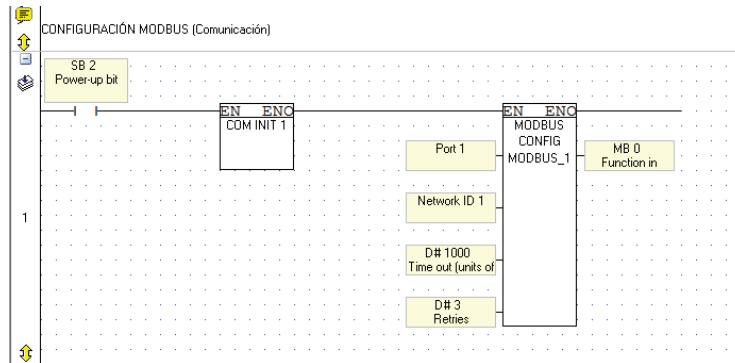 CONFIGURACIÓN MODBUS (Comunicación)
SB 2
Power-up bit
EN ENO
COM INIT 1
EN ENO
MODBUS
CONFIG
MODBUS_1
Port 1
MB 0
Function in
Network ID 1
D# 1000
Time out (units of
D# 3
Retries
1